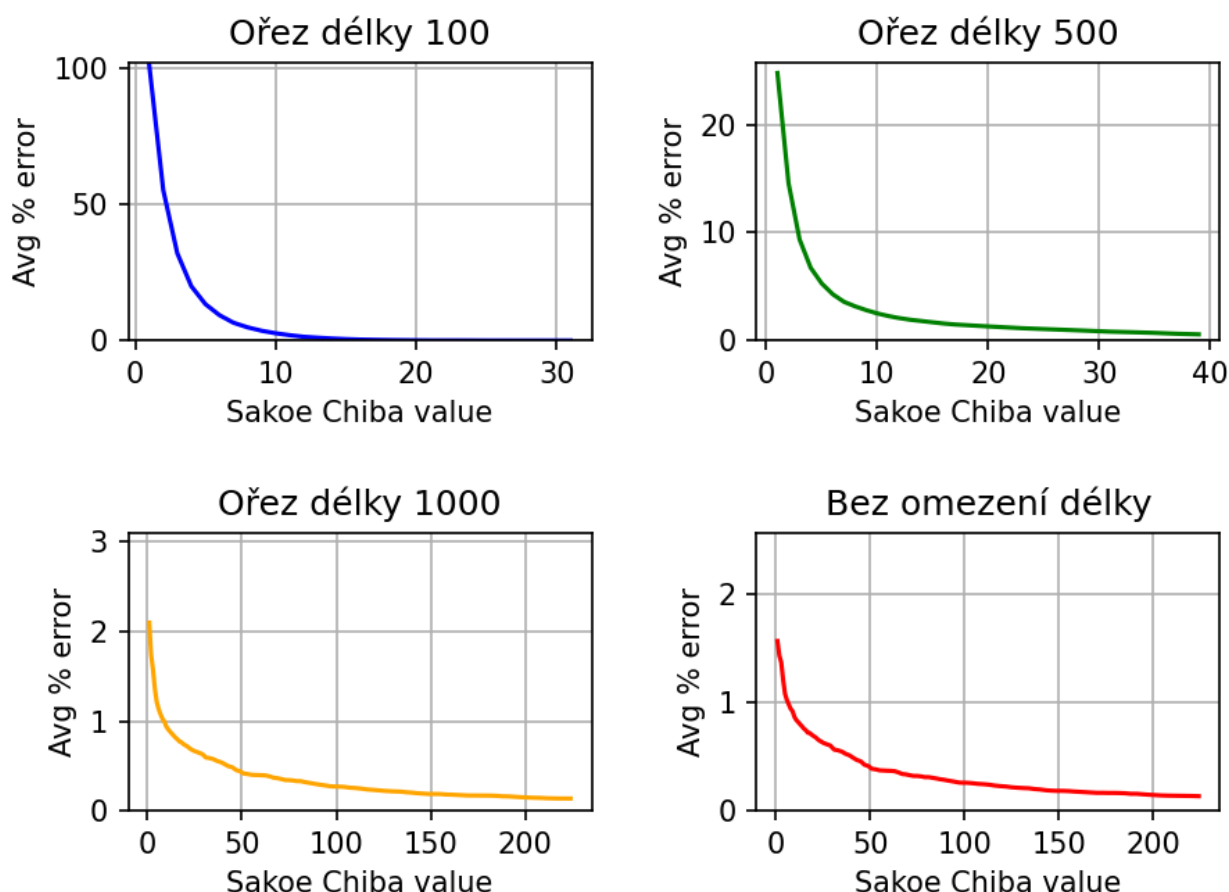 Ořez délky 100
100
50
0
Avg % error
0 10 20 30
Sakoe Chiba value
Ořez délky 500
20
10
0
Avg % error
0 10 20 30 40
Sakoe Chiba value
Ořez délky 1000
3
2
1
0
Avg % error
0 50 100 150 200
Sakoe Chiba value
Bez omezení délky
2
1
0
Avg % error
0 50 100 150 200
Sakoe Chiba value